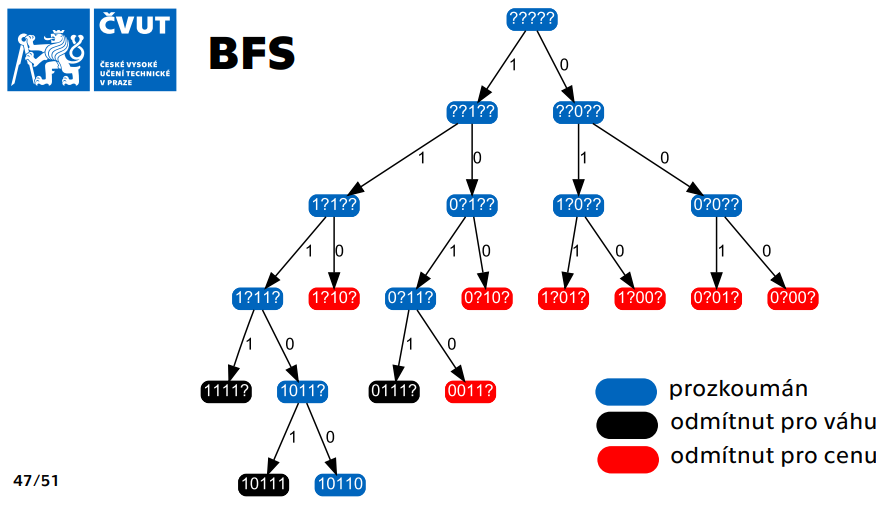 ČVUT
ČESKÉ VYSOKÉ
UČENÍ TECHNICKÉ
V PRAZE
BFS
?????
1 0
??1?? ??0??
1 0 1 0
1?1?? 0?1?? 1?0?? 0?0??
1 0 1 0 1 0 1 0
1?11? 1?10? 0?11? 0?10? 1?01? 1?00? 0?01? 0?00?
1 0 1 0
1111? 1011? 0111? 0011?
1 0
10111 10110
prozkoumán
odmítnut pro váhu
odmítnut pro cenu
47/51